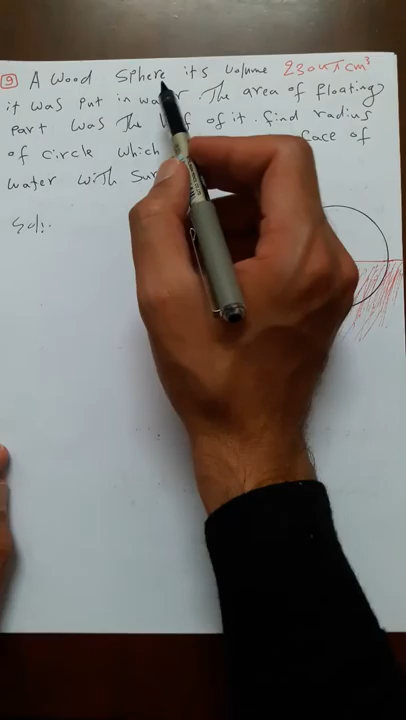 9 A wood sphere its volume 2304π cm³
it was put in water. The area of floating
part was the of it. find radius
of circle which face of
water with Sur
Sol: